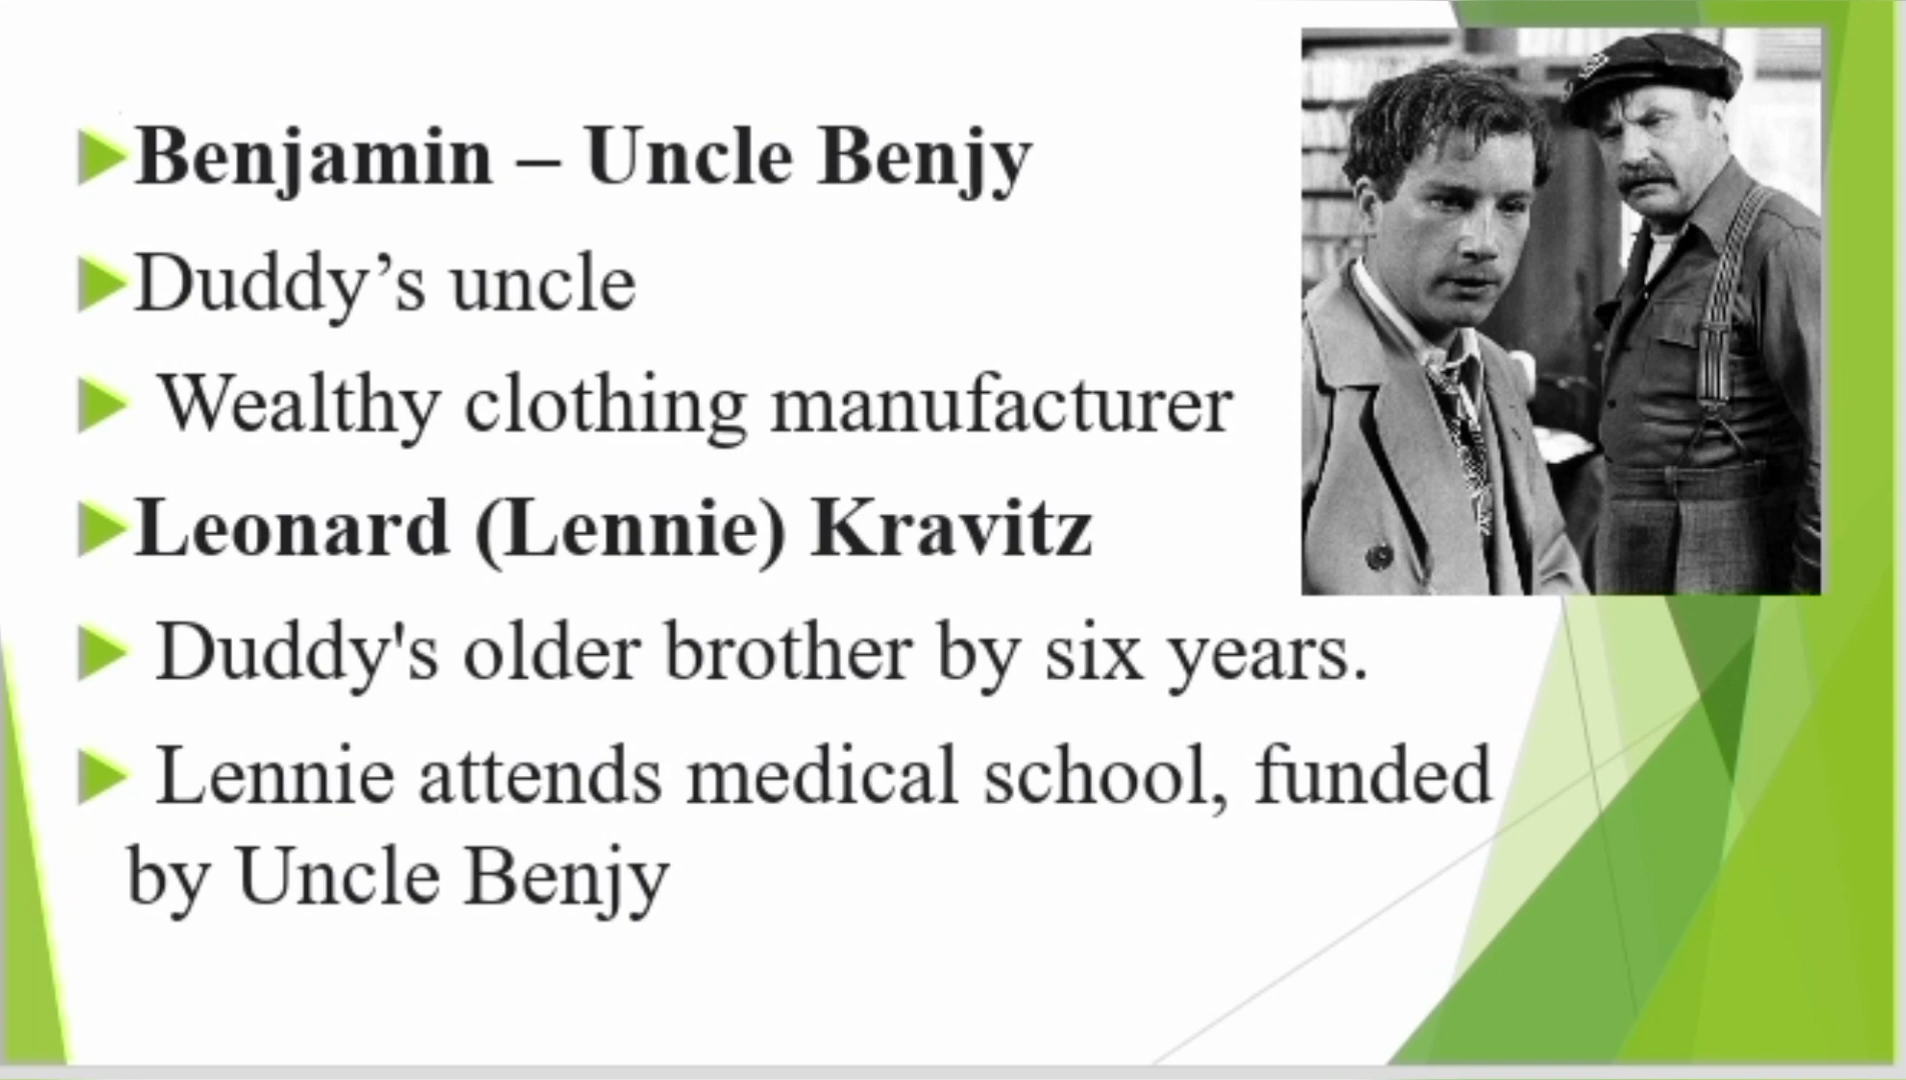 Benjamin – Uncle Benjy
Duddy’s uncle
Wealthy clothing manufacturer
Leonard (Lennie) Kravitz
Duddy's older brother by six years.
Lennie attends medical school, funded
by Uncle Benjy